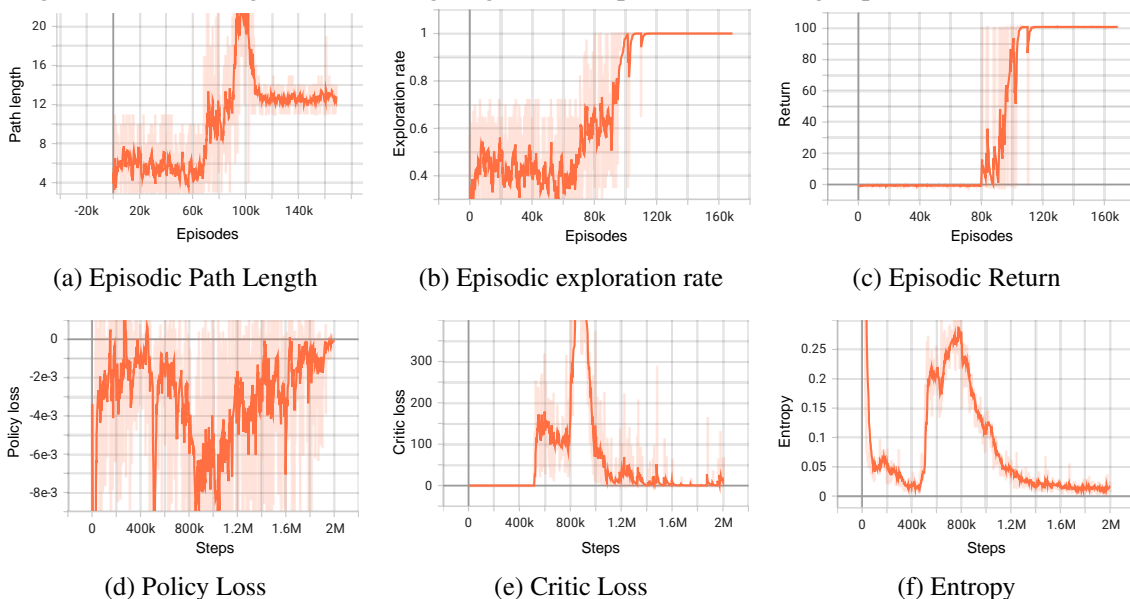 Path length
20
16
12
8
4
-20k 20k 60k 100k 140k
Episodes
(a) Episodic Path Length
Exploration rate
1
0.8
0.6
0.4
0 40k 80k 120k 160k
Episodes
(b) Episodic exploration rate
Return
100
80
60
40
20
0
0 40k 80k 120k 160k
Episodes
(c) Episodic Return
Policy loss
0
-2e-3
-4e-3
-6e-3
-8e-3
0 400k 800k 1.2M 1.6M 2M
Steps
(d) Policy Loss
Critic loss
300
200
100
0
0 400k 800k 1.2M 1.6M 2M
Steps
(e) Critic Loss
Entropy
0.25
0.2
0.15
0.1
0.05
0
0 400k 800k 1.2M 1.6M 2M
Steps
(f) Entropy